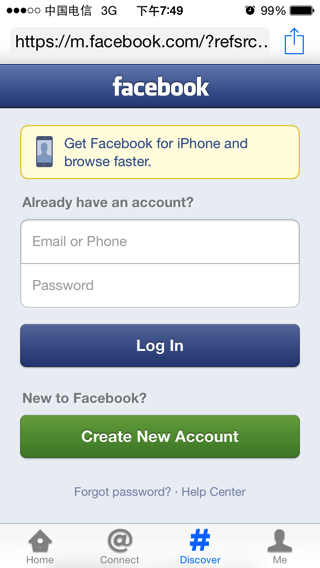 中国电信 3G 下午7:49 99%
https://m.facebook.com/?refsrc...
facebook
Get Facebook for iPhone and
browse faster.
Already have an account?
Email or Phone
Password
Log In
New to Facebook?
Create New Account
Forgot password? · Help Center
Home Connect Discover Me